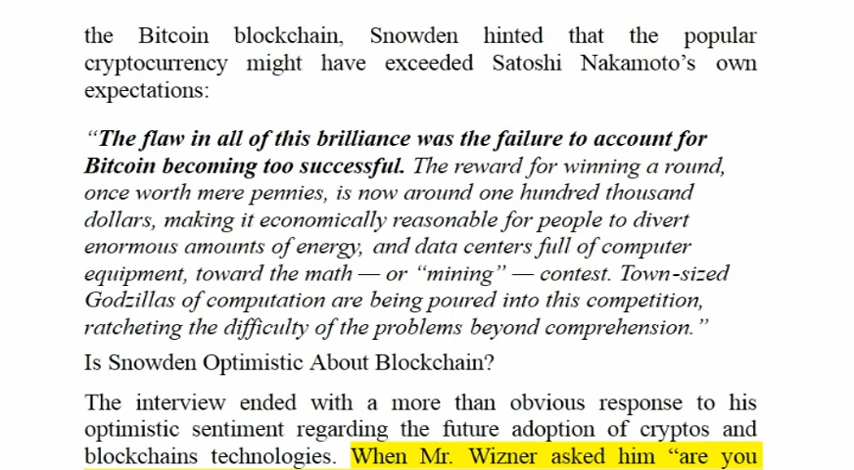 the Bitcoin blockchain, Snowden hinted that the popular
cryptocurrency might have exceeded Satoshi Nakamoto’s own
expectations:
“The flaw in all of this brilliance was the failure to account for
Bitcoin becoming too successful. The reward for winning a round,
once worth mere pennies, is now around one hundred thousand
dollars, making it economically reasonable for people to divert
enormous amounts of energy, and data centers full of computer
equipment, toward the math — or “mining” — contest. Town-sized
Godzillas of computation are being poured into this competition,
ratcheting the difficulty of the problems beyond comprehension.”
Is Snowden Optimistic About Blockchain?
The interview ended with a more than obvious response to his
optimistic sentiment regarding the future adoption of cryptos and
blockchains technologies. When Mr. Wizner asked him “are you